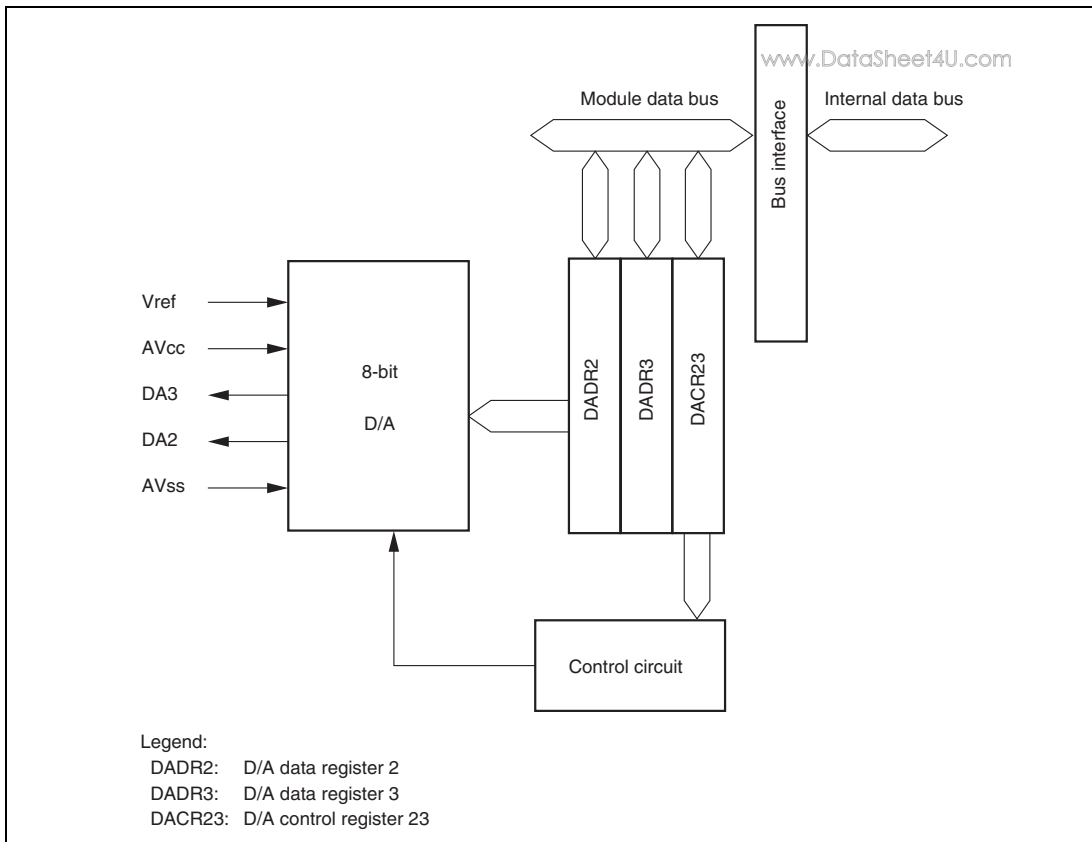 www.DataSheet4U.com
Module data bus
Internal data bus
Bus interface
Vref
AVcc
DA3
DA2
AVss
8-bit
D/A
DADR2
DADR3
DACR23
Control circuit
Legend:
DADR2: D/A data register 2
DADR3: D/A data register 3
DACR23: D/A control register 23